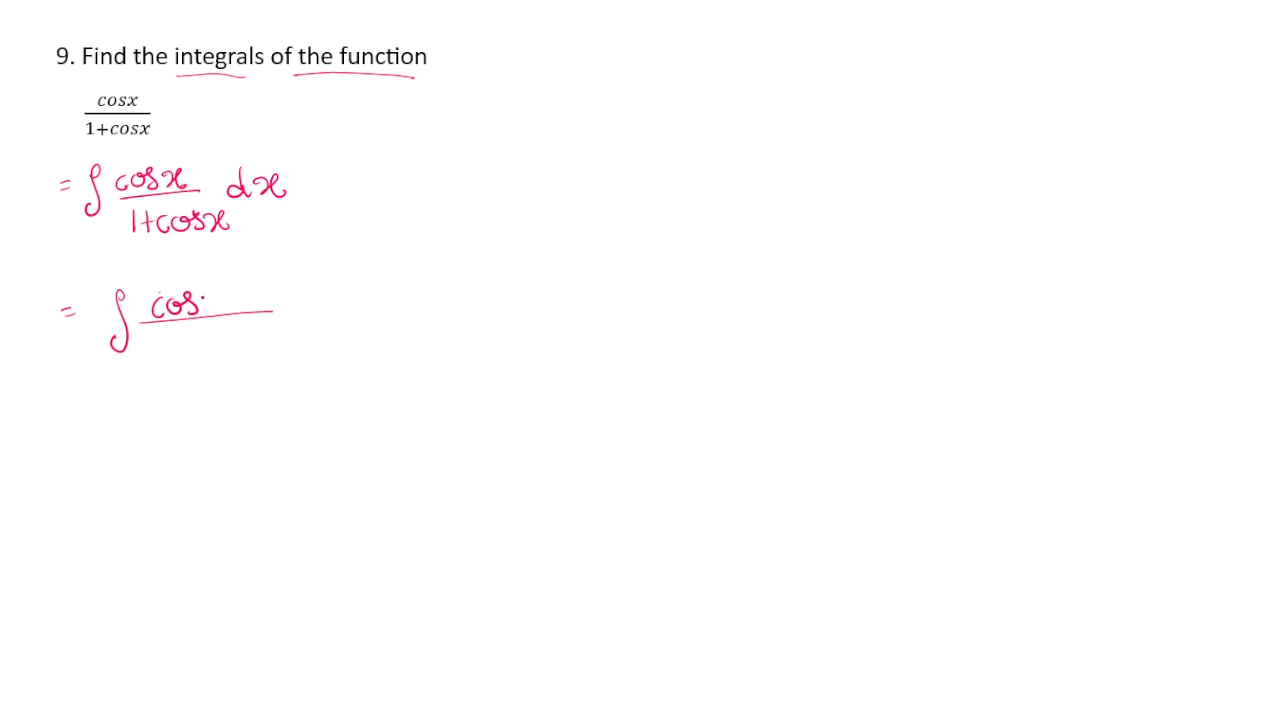 9. Find the integrals of the function
cosx
1+cosx
= ∫ cosx dx
1+cosx
= ∫ cos